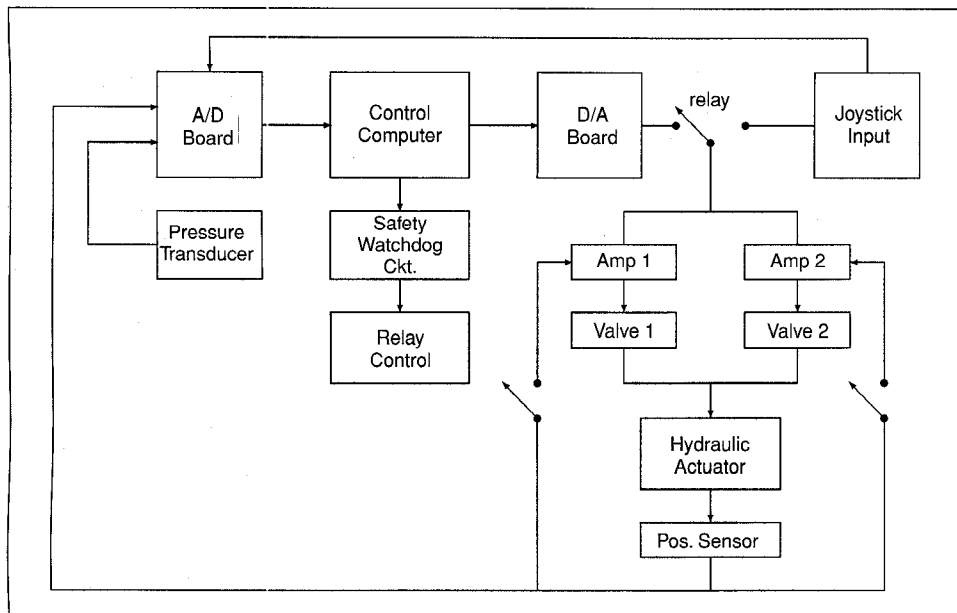 A/D
Board
Control
Computer
D/A
Board
relay
Joystick
Input
Pressure
Transducer
Safety
Watchdog
Ckt.
Amp 1
Amp 2
Relay
Control
Valve 1
Valve 2
Hydraulic
Actuator
Pos. Sensor